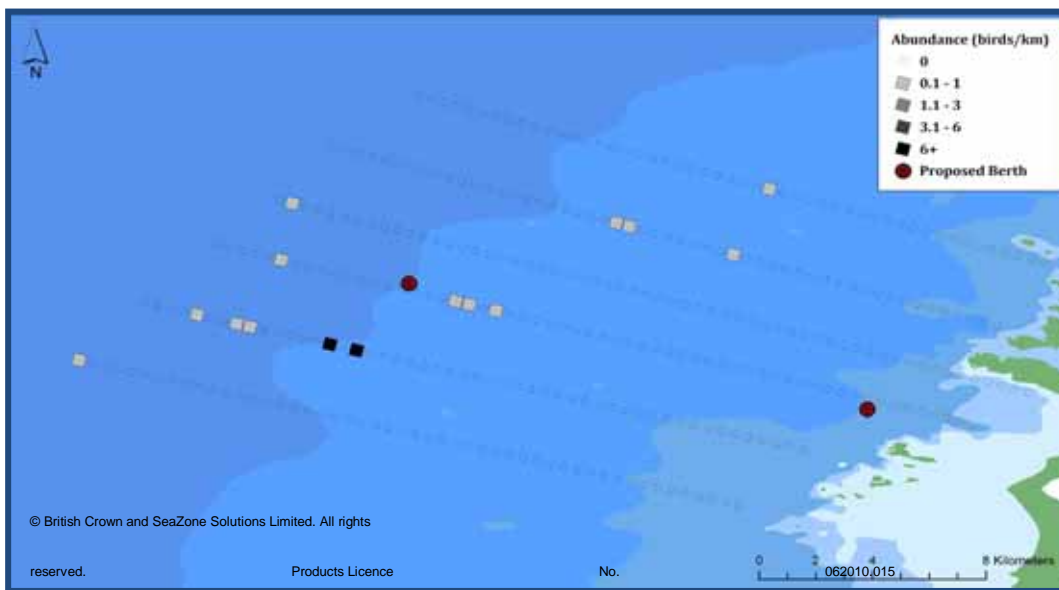 N
Abundance (birds/km)
0
0.1 - 1
1.1 - 3
3.1 - 6
6+
Proposed Berth
© British Crown and SeaZone Solutions Limited. All rights
reserved. Products Licence No. 062010.015
0 2 4 8 Kilometers